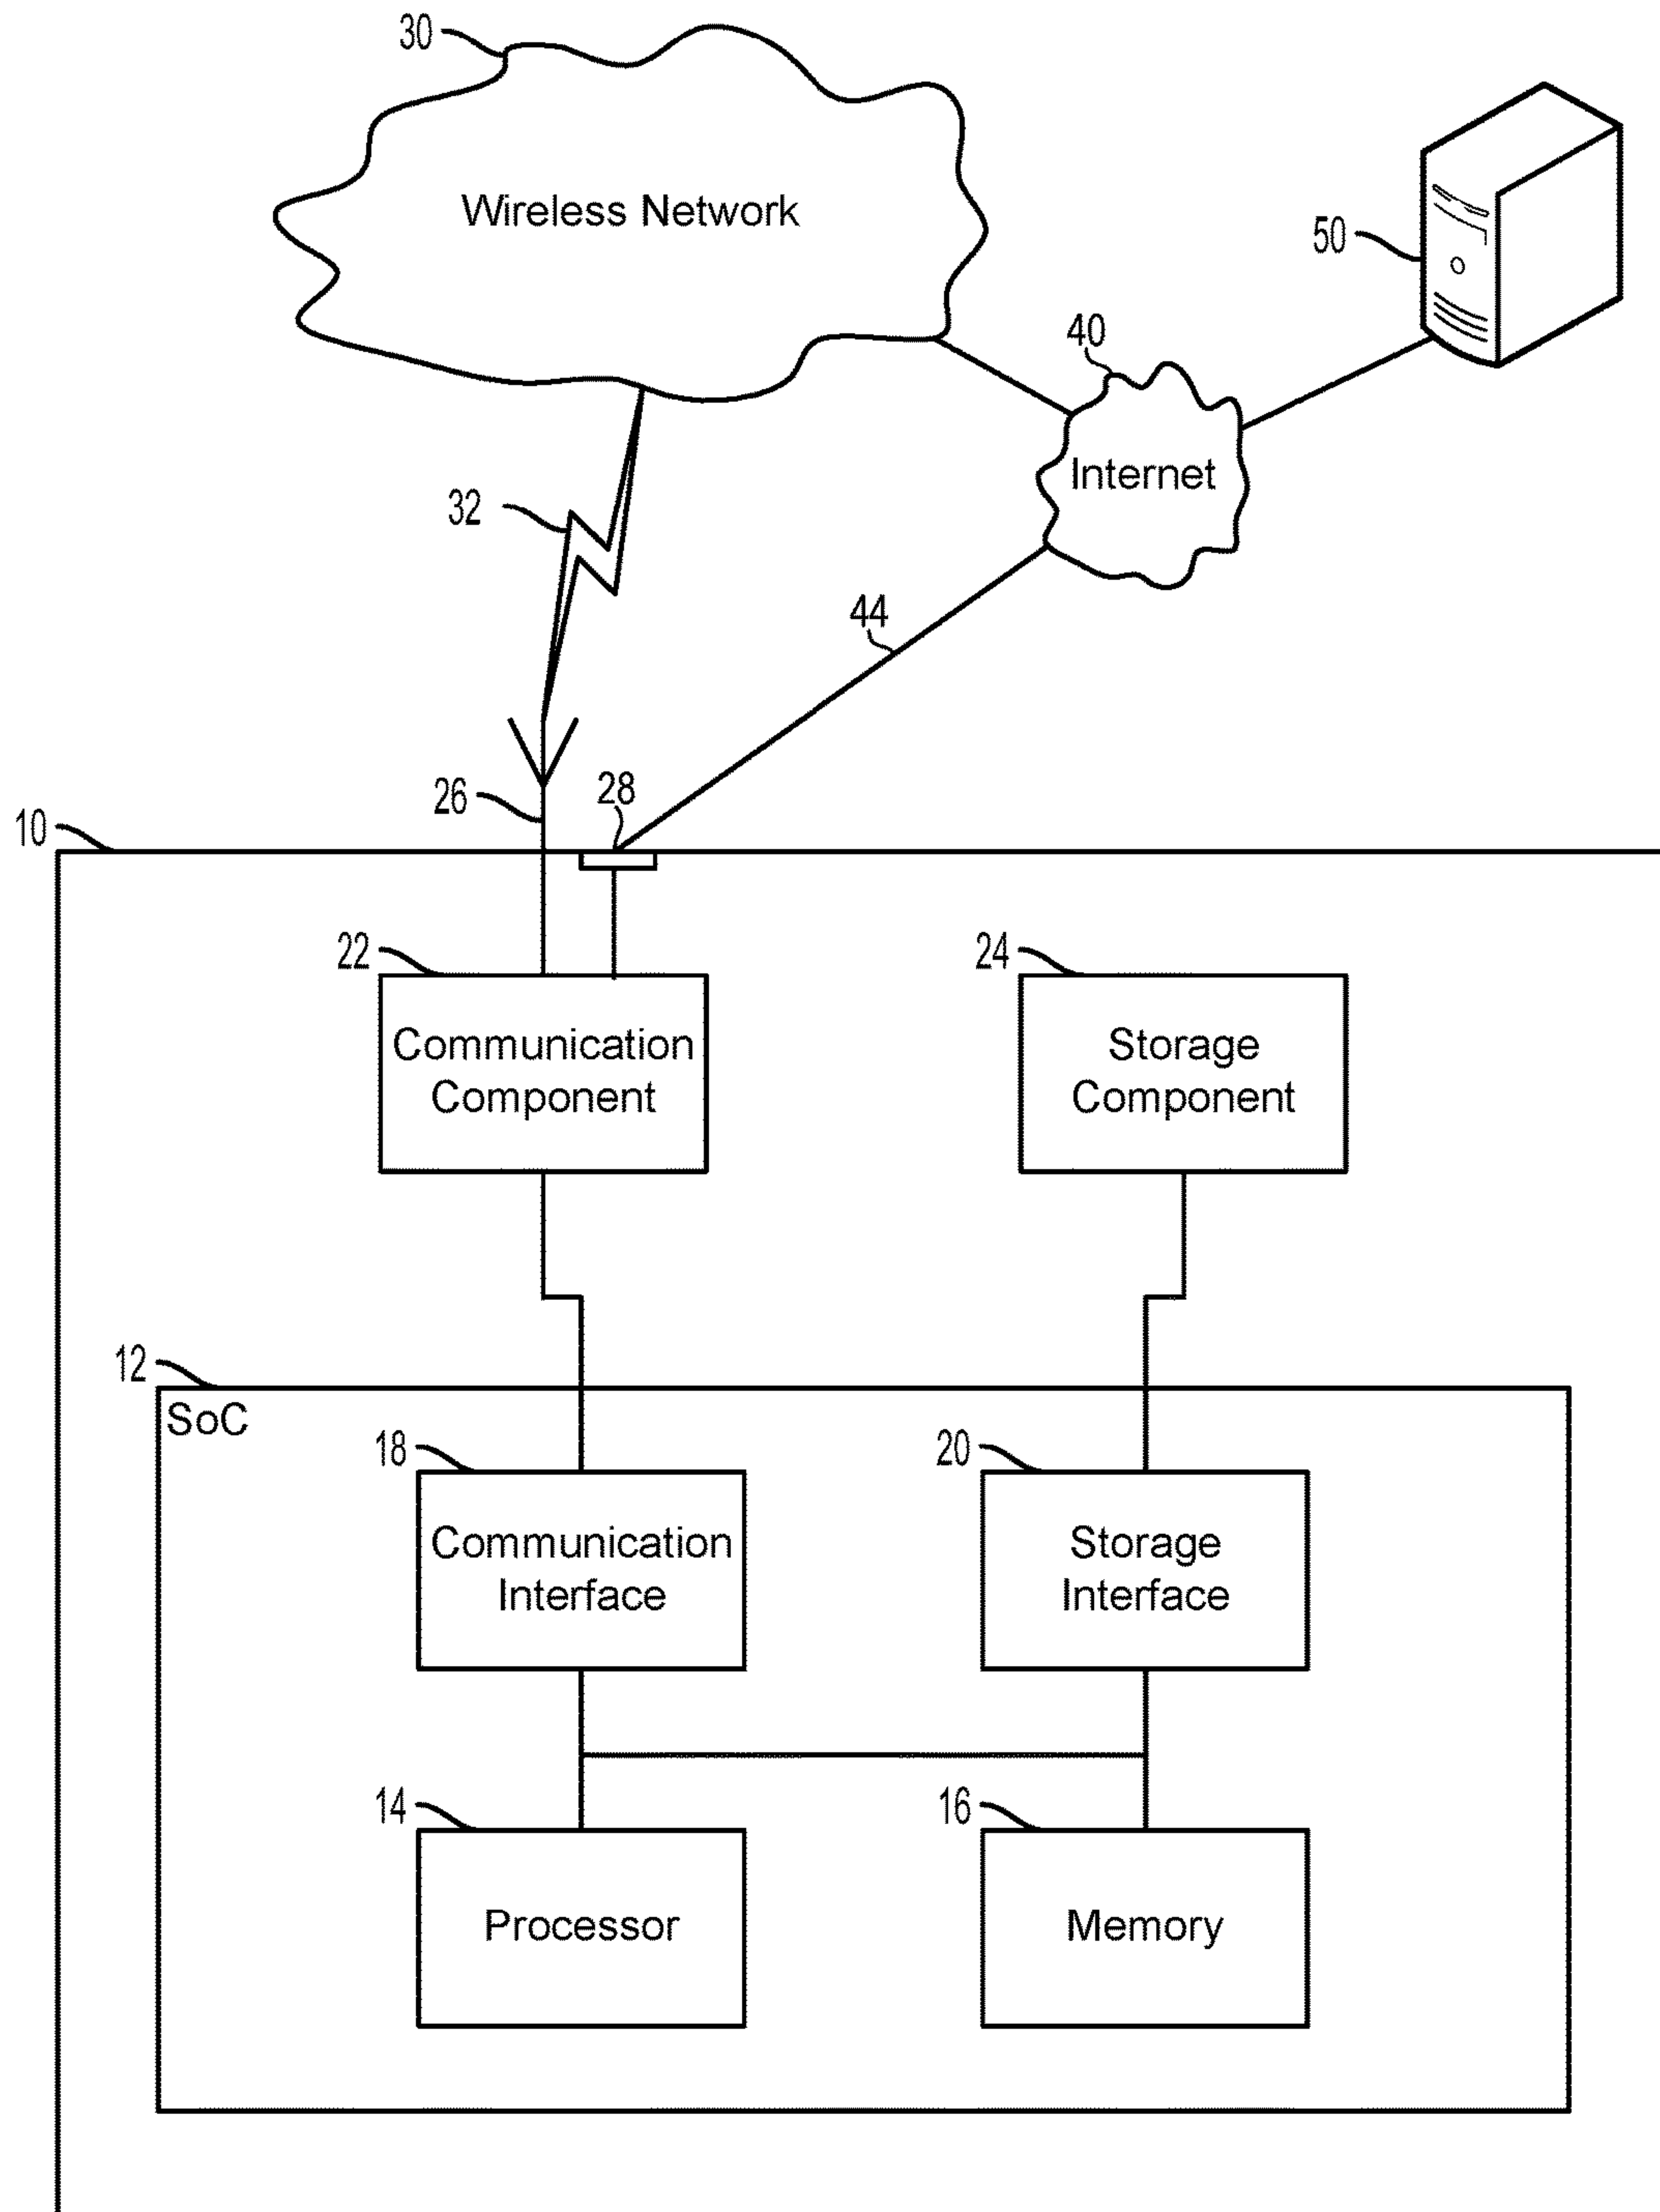 30
Wireless Network
50
40
Internet
32
44
26
28
10
22
24
Communication
Component
Storage
Component
12
SoC
18
20
Communication
Interface
Storage
Interface
14
16
Processor
Memory